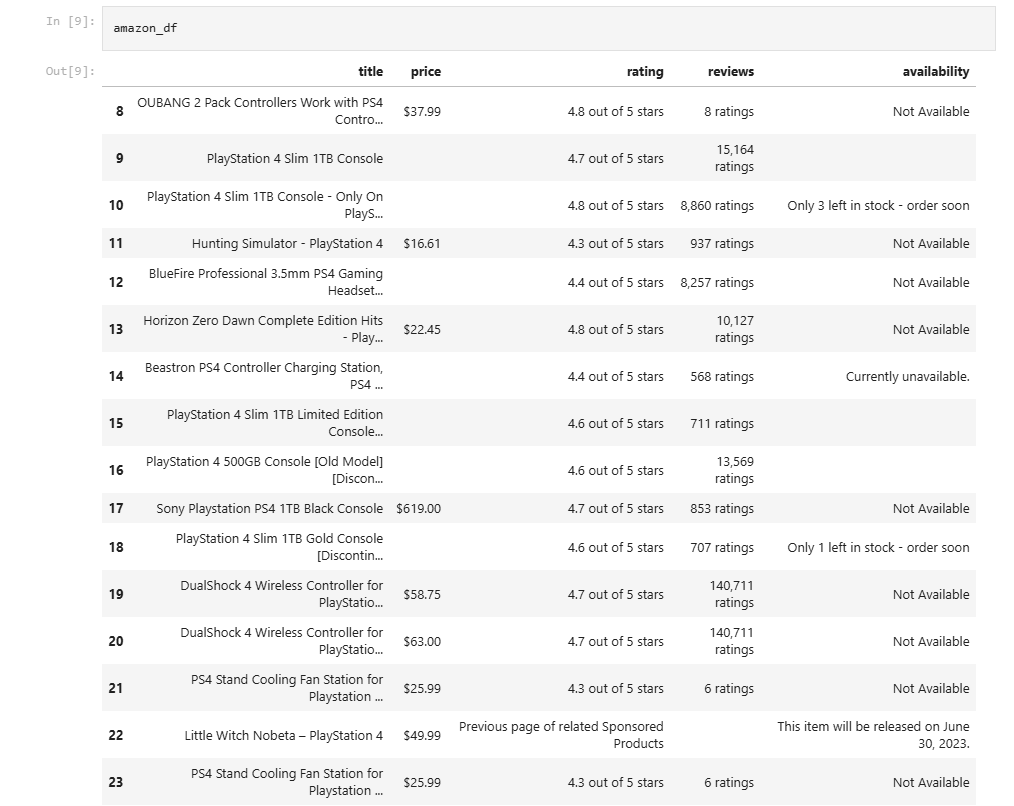 In [9]:
amazon_df
Out[9]:
title price rating reviews availability
8 OUBANG 2 Pack Controllers Work with PS4 Contro... $37.99 4.8 out of 5 stars 8 ratings Not Available
9 PlayStation 4 Slim 1TB Console 4.7 out of 5 stars 15,164 ratings
10 PlayStation 4 Slim 1TB Console - Only On PlayS... 4.8 out of 5 stars 8,860 ratings Only 3 left in stock - order soon
11 Hunting Simulator - PlayStation 4 $16.61 4.3 out of 5 stars 937 ratings Not Available
12 BlueFire Professional 3.5mm PS4 Gaming Headset... 4.4 out of 5 stars 8,257 ratings Not Available
13 Horizon Zero Dawn Complete Edition Hits - Play... $22.45 4.8 out of 5 stars 10,127 ratings Not Available
14 Beastron PS4 Controller Charging Station, PS4 ... 4.4 out of 5 stars 568 ratings Currently unavailable.
15 PlayStation 4 Slim 1TB Limited Edition Console... 4.6 out of 5 stars 711 ratings
16 PlayStation 4 500GB Console [Old Model] [Discon... 4.6 out of 5 stars 13,569 ratings
17 Sony Playstation PS4 1TB Black Console $619.00 4.7 out of 5 stars 853 ratings Not Available
18 PlayStation 4 Slim 1TB Gold Console [Discontin... 4.6 out of 5 stars 707 ratings Only 1 left in stock - order soon
19 DualShock 4 Wireless Controller for PlayStatio... $58.75 4.7 out of 5 stars 140,711 ratings Not Available
20 DualShock 4 Wireless Controller for PlayStatio... $63.00 4.7 out of 5 stars 140,711 ratings Not Available
21 PS4 Stand Cooling Fan Station for Playstation ... $25.99 4.3 out of 5 stars 6 ratings Not Available
22 Little Witch Nobeta – PlayStation 4 $49.99 Previous page of related Sponsored Products This item will be released on June 30, 2023.
23 PS4 Stand Cooling Fan Station for Playstation ... $25.99 4.3 out of 5 stars 6 ratings Not Available